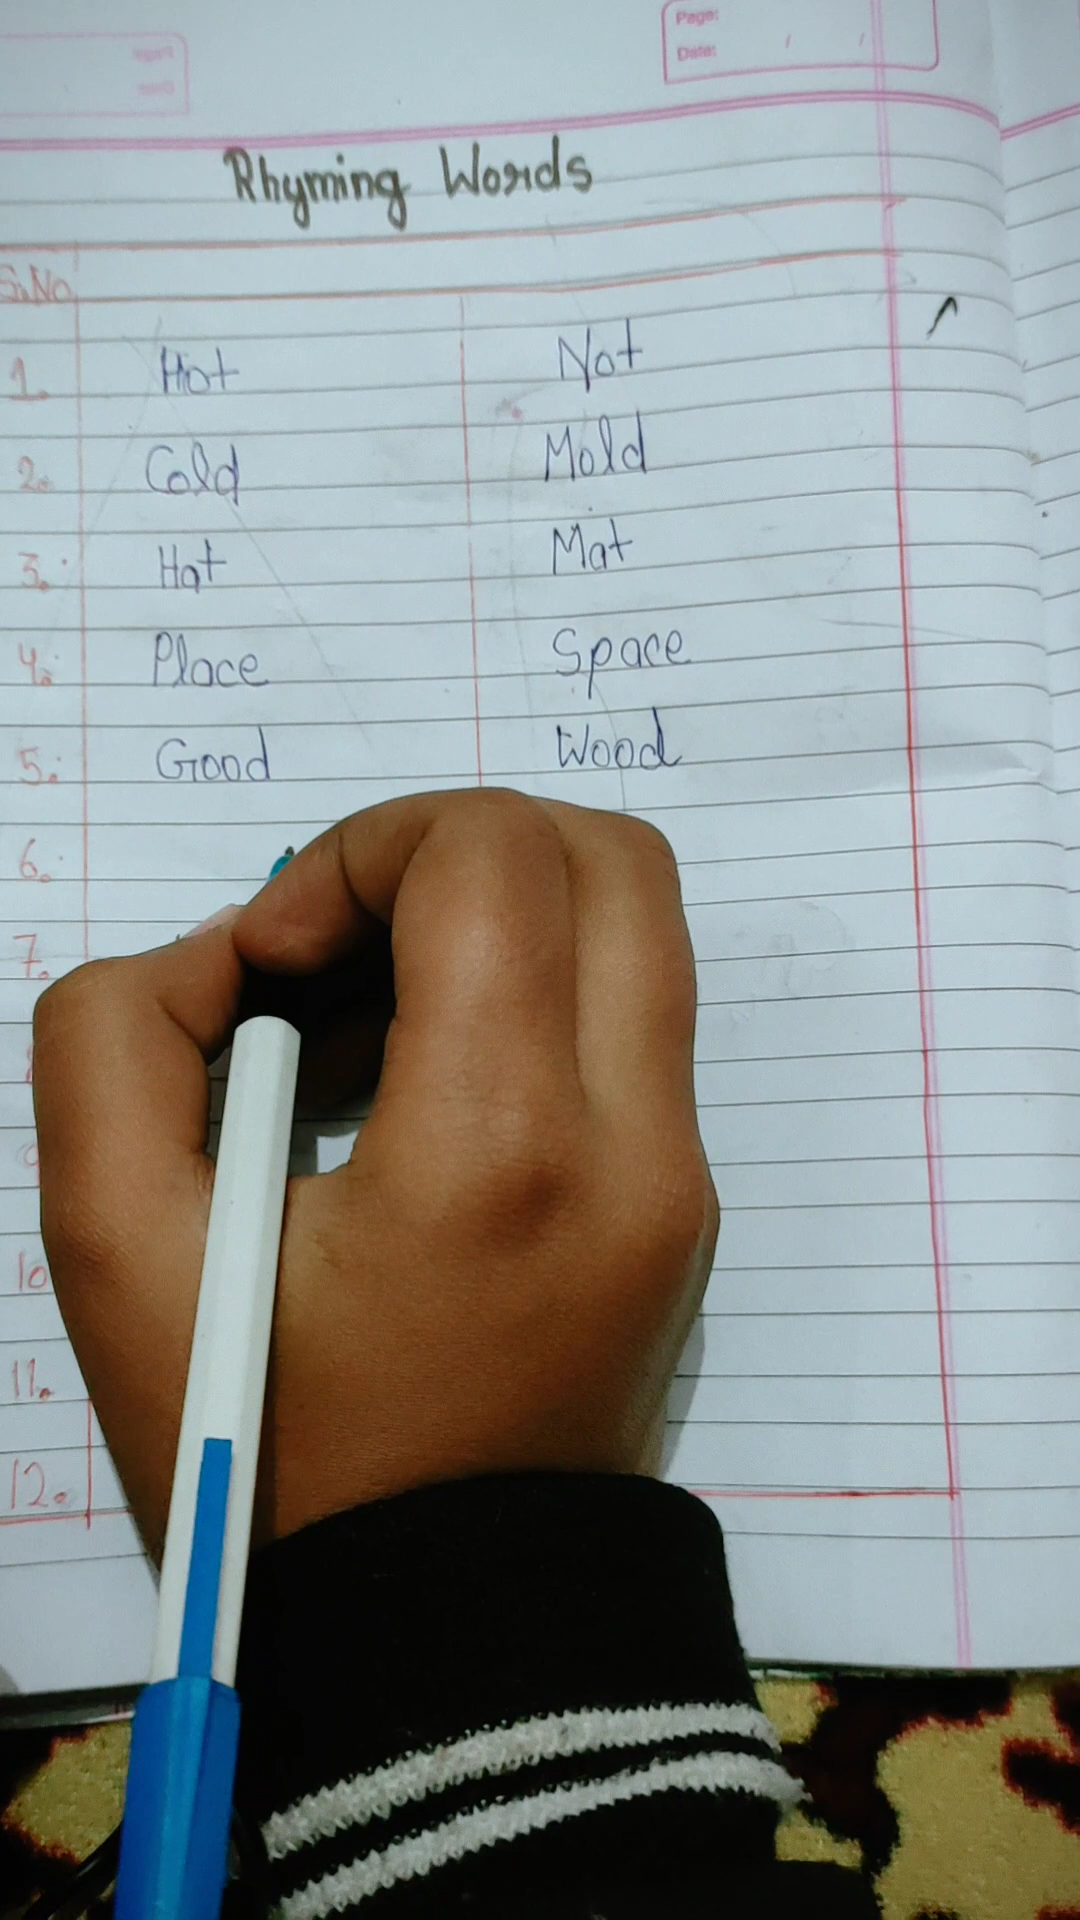 Page:
Date: / /
Rhyming Words
S.No
1. Hot Not
2. Cold Mold
3. Hat Mat
4. Place Space
5. Good Wood
6.
7.
10
11.
12.